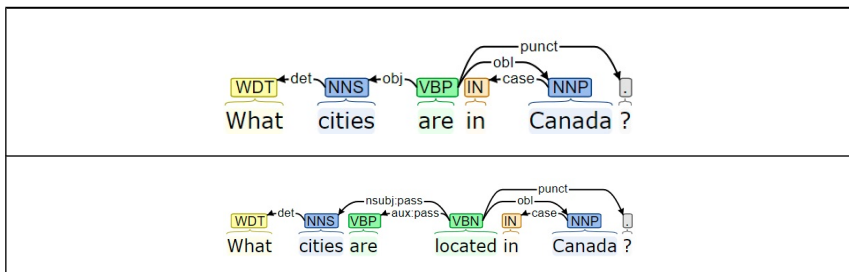 punct
obl
det obj case
WDT NNS VBP IN NNP .
What cities are in Canada ?
punct
nsubj:pass obl
det aux:pass case
WDT NNS VBP VBN IN NNP .
What cities are located in Canada ?